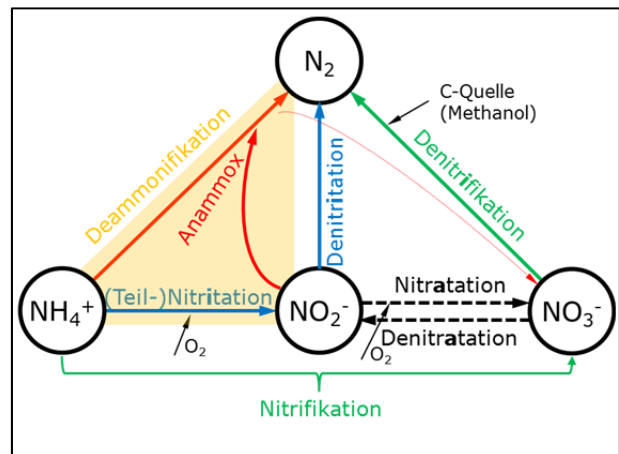 N₂
C-Quelle
(Methanol)
Deammonifikation
Anammox
Denitritation
Denitrifikation
NH₄⁺
(Teil-)Nitritation
O₂
NO₂⁻
Nitratation
Denitratation
O₂
NO₃⁻
Nitrifikation